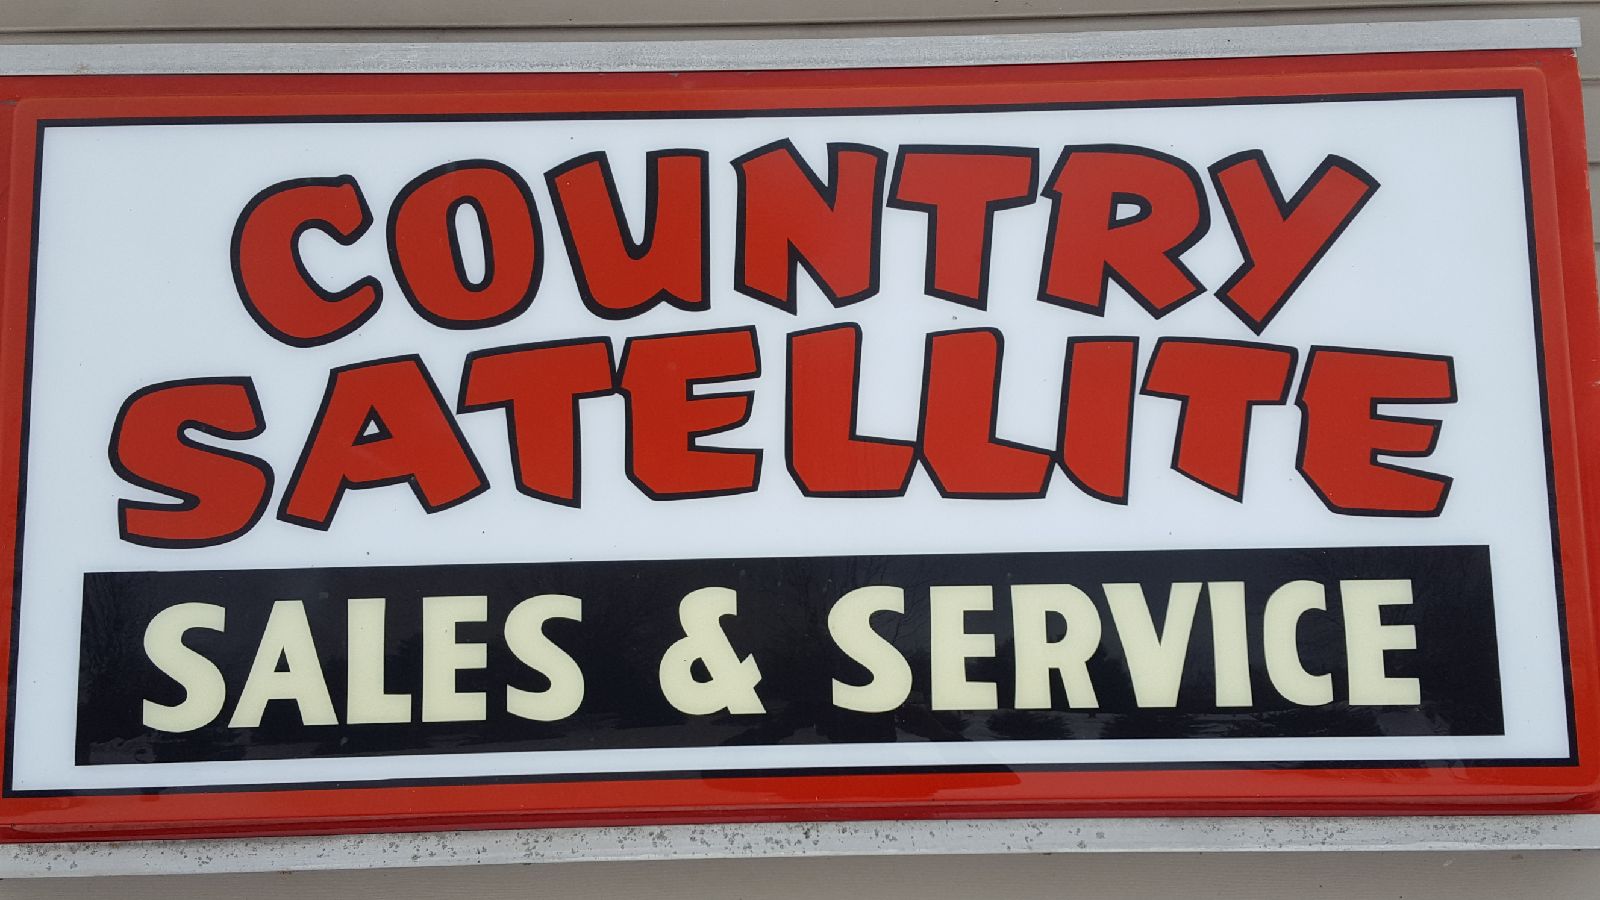 COUNTRY
SATELLITE
SALES & SERVICE